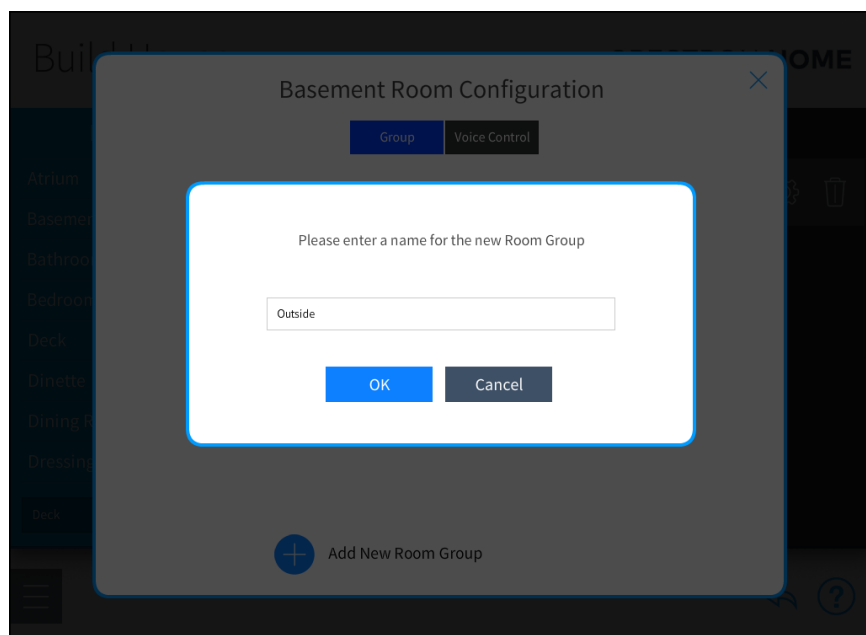 Basement Room Configuration
Group
Voice Control
Atrium
Deck
Dinette
Please enter a name for the new Room Group
Outside
OK
Cancel
Deck
Add New Room Group
?